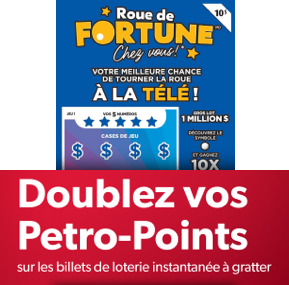 Roue de
10$
FORTUNE
Chez vous!
VOTRE MEILLEURE CHANCE
DE TOURNER LA ROUE
À LA TÉLÉ !
JEU 1
VOS 5 NUMÉROS
GROS LOT
1 MILLION $
CASES DE JEU
DÉCOUVREZ LE
SYMBOLE
$ $ $ $
ET GAGNEZ
10X
Doublez vos
Petro-Points
sur les billets de loterie instantanée à gratter